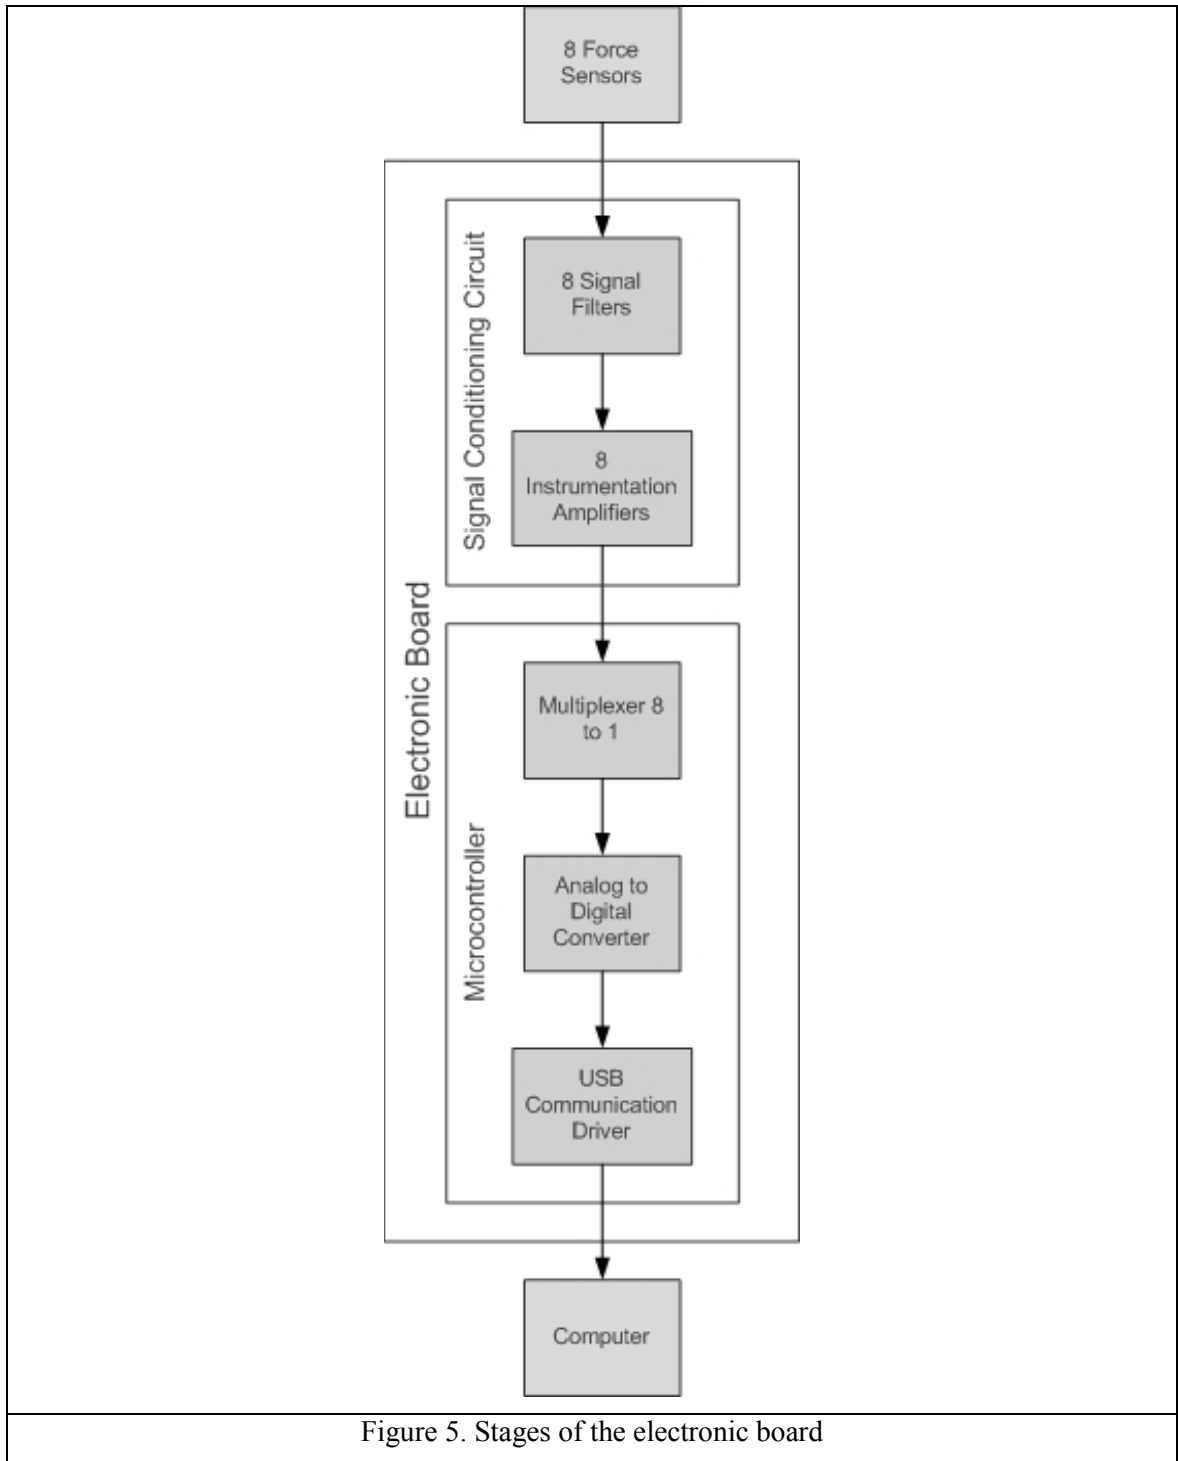 8 Force
Sensors
Signal Conditioning Circuit
8 Signal
Filters
8
Instrumentation
Amplifiers
Electronic Board
Microcontroller
Multiplexer 8
to 1
Analog to
Digital
Converter
USB
Communication
Driver
Computer
Figure 5. Stages of the electronic board